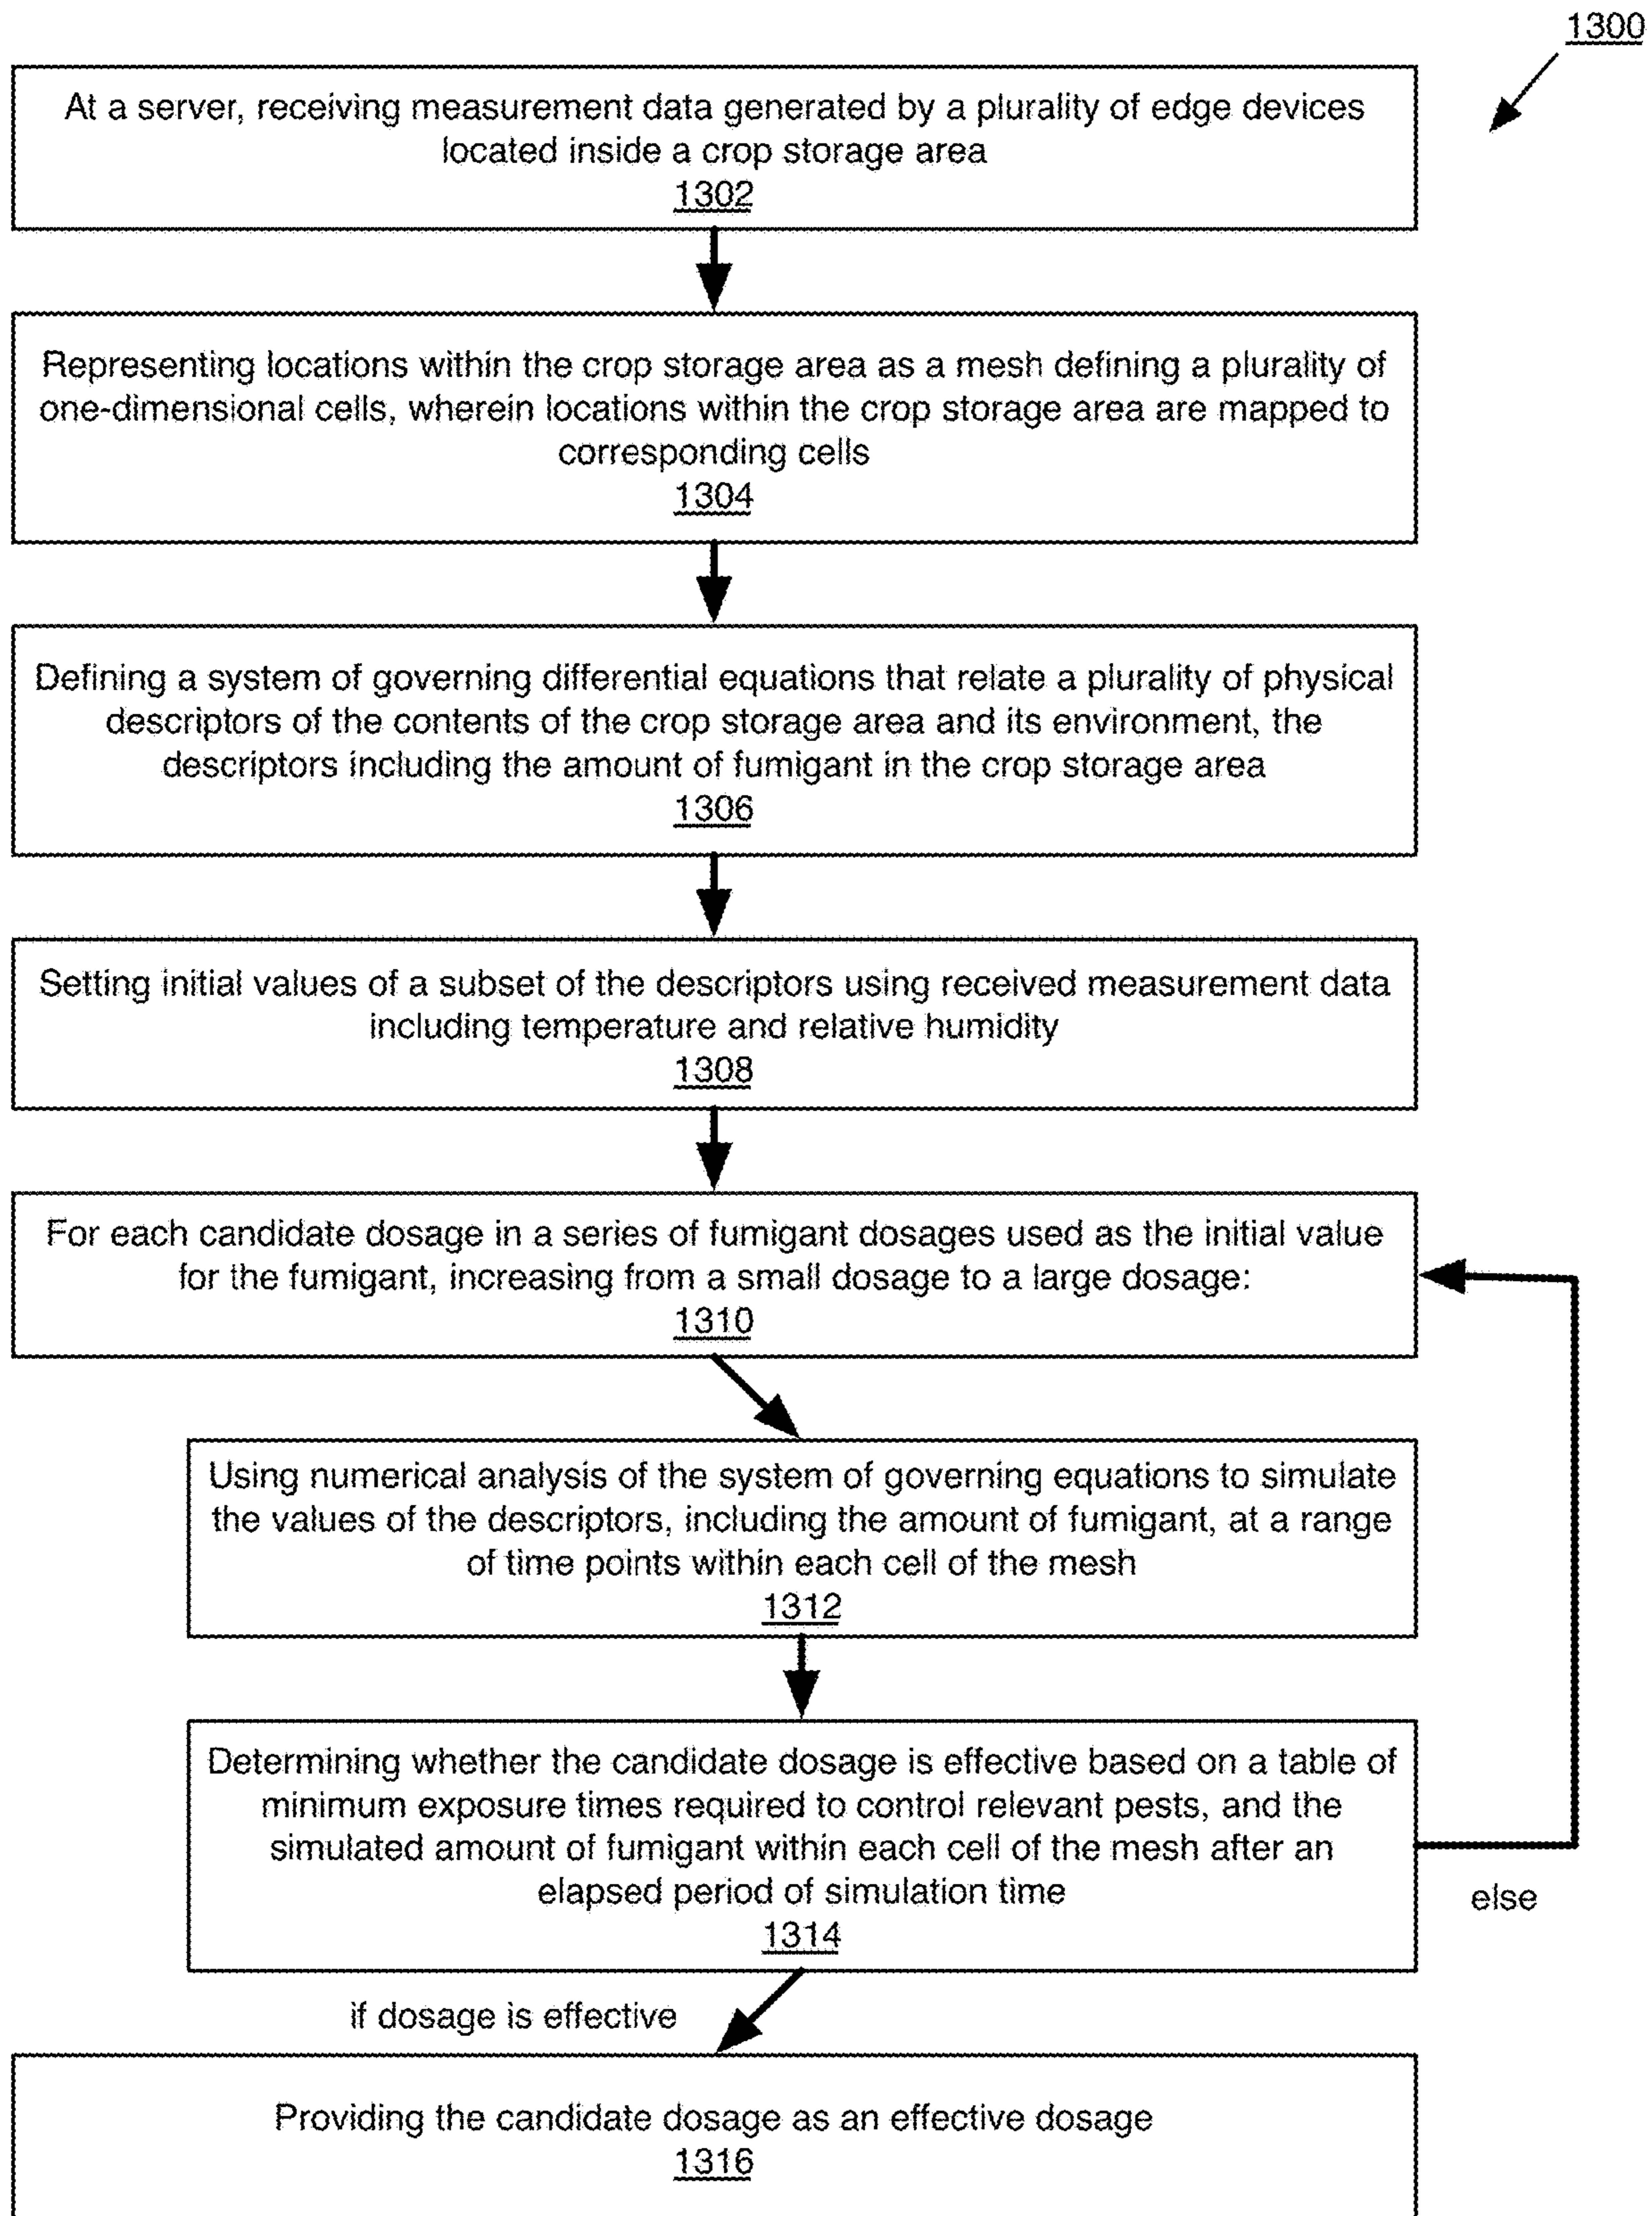 1300
At a server, receiving measurement data generated by a plurality of edge devices
located inside a crop storage area
1302
Representing locations within the crop storage area as a mesh defining a plurality of
one-dimensional cells, wherein locations within the crop storage area are mapped to
corresponding cells
1304
Defining a system of governing differential equations that relate a plurality of physical
descriptors of the contents of the crop storage area and its environment, the
descriptors including the amount of fumigant in the crop storage area
1306
Setting initial values of a subset of the descriptors using received measurement data
including temperature and relative humidity
1308
For each candidate dosage in a series of fumigant dosages used as the initial value
for the fumigant, increasing from a small dosage to a large dosage:
1310
Using numerical analysis of the system of governing equations to simulate
the values of the descriptors, including the amount of fumigant, at a range
of time points within each cell of the mesh
1312
Determining whether the candidate dosage is effective based on a table of
minimum exposure times required to control relevant pests, and the
simulated amount of fumigant within each cell of the mesh after an
elapsed period of simulation time
1314
else
if dosage is effective
Providing the candidate dosage as an effective dosage
1316